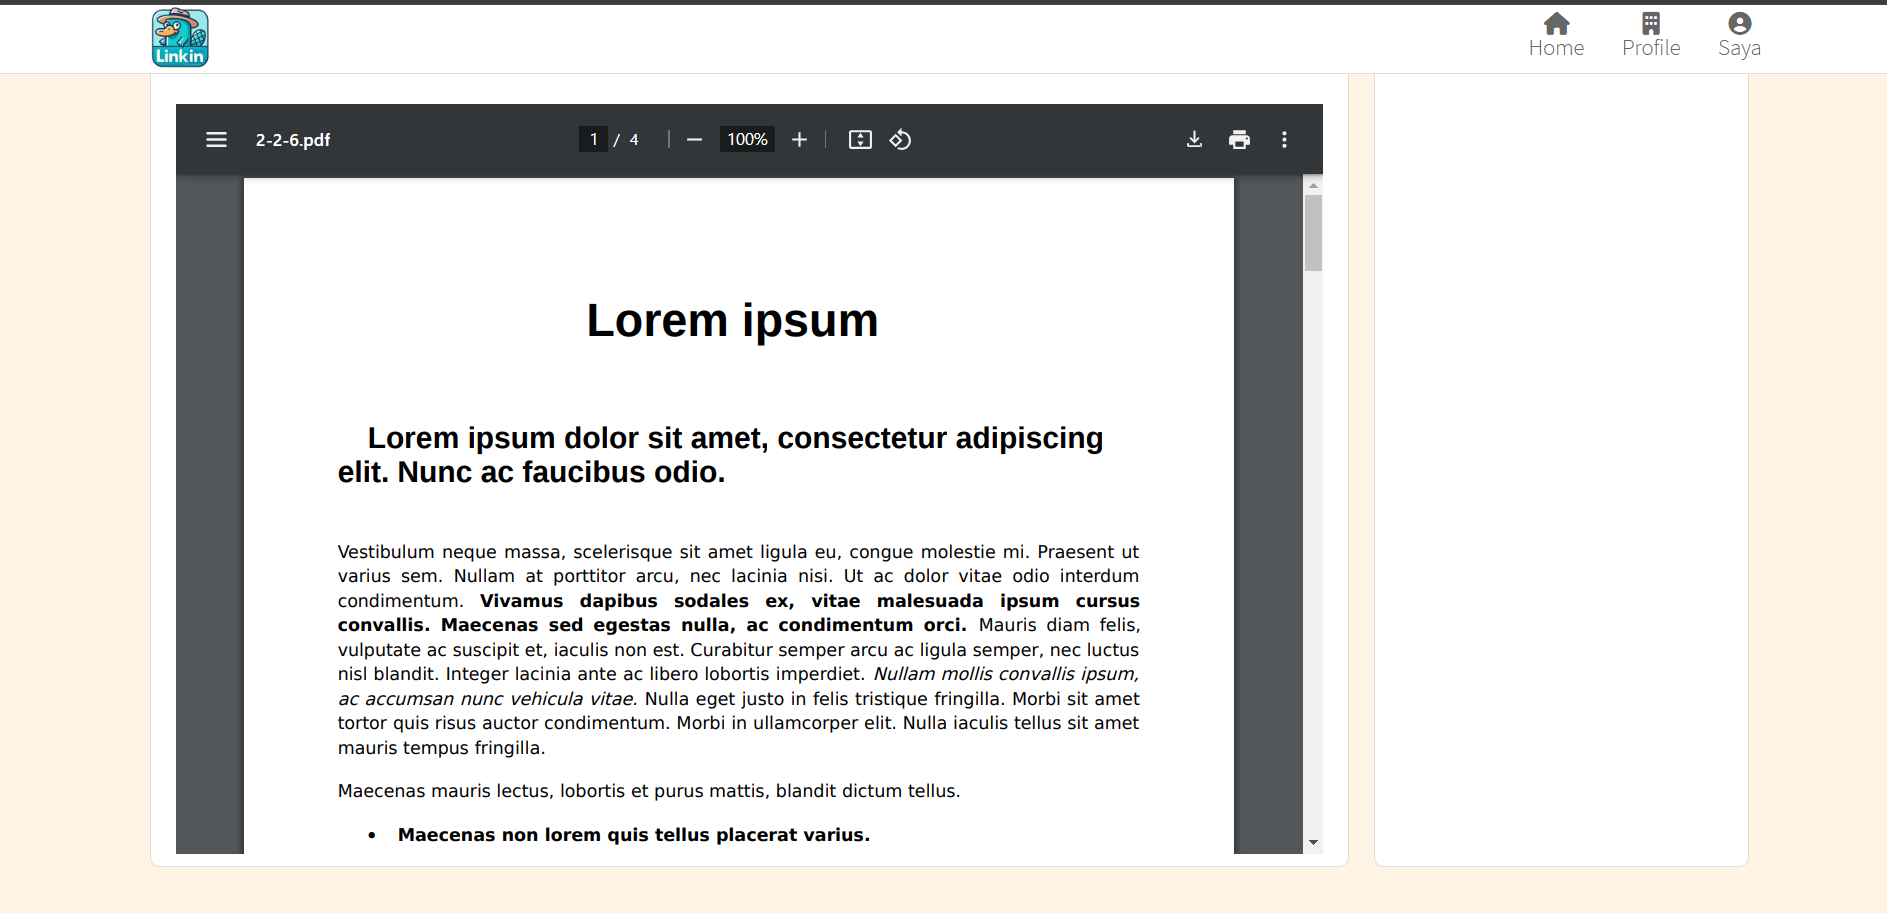 Linkin
Home
Profile
Saya
2-2-6.pdf
1 / 4
100%
Lorem ipsum
Lorem ipsum dolor sit amet, consectetur adipiscing
elit. Nunc ac faucibus odio.
Vestibulum neque massa, scelerisque sit amet ligula eu, congue molestie mi. Praesent ut
varius sem. Nullam at porttitor arcu, nec lacinia nisi. Ut ac dolor vitae odio interdum
condimentum. Vivamus dapibus sodales ex, vitae malesuada ipsum cursus
convallis. Maecenas sed egestas nulla, ac condimentum orci. Mauris diam felis,
vulputate ac suscipit et, iaculis non est. Curabitur semper arcu ac ligula semper, nec luctus
nisl blandit. Integer lacinia ante ac libero lobortis imperdiet. Nullam mollis convallis ipsum,
ac accumsan nunc vehicula vitae. Nulla eget justo in felis tristique fringilla. Morbi sit amet
tortor quis risus auctor condimentum. Morbi in ullamcorper elit. Nulla iaculis tellus sit amet
mauris tempus fringilla.
Maecenas mauris lectus, lobortis et purus mattis, blandit dictum tellus.
• Maecenas non lorem quis tellus placerat varius.